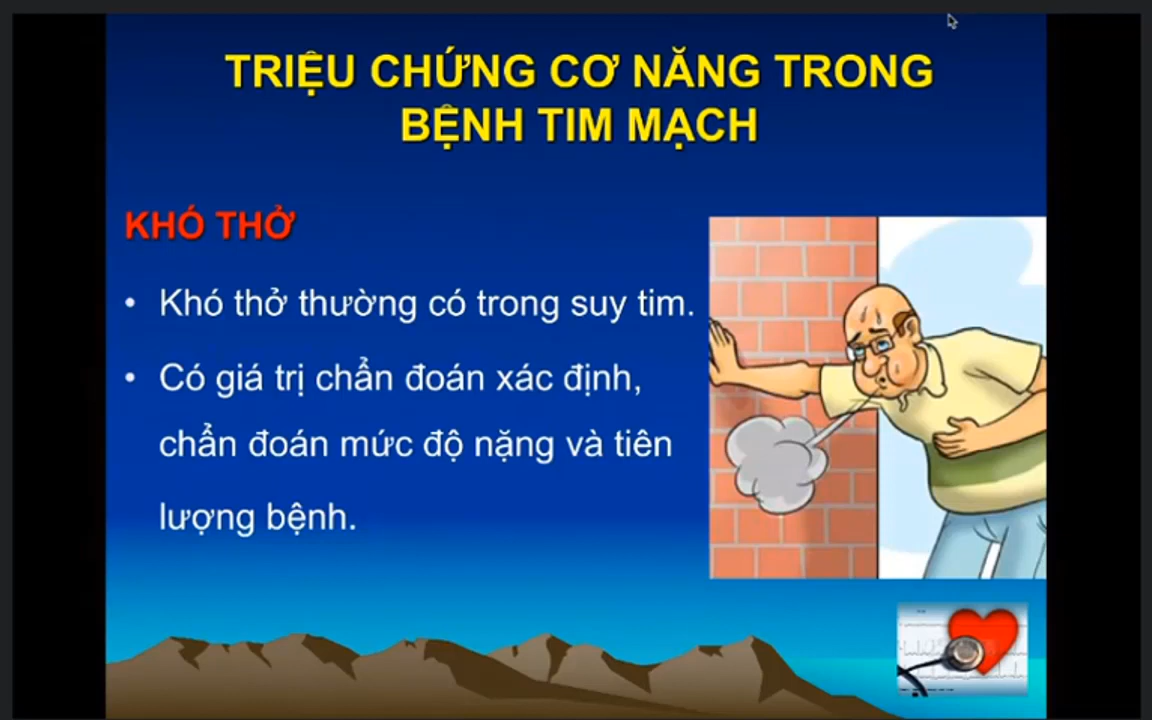 TRIỆU CHỨNG CƠ NĂNG TRONG
BỆNH TIM MẠCH
KHÓ THỞ
• Khó thở thường có trong suy tim.
• Có giá trị chẩn đoán xác định,
chẩn đoán mức độ nặng và tiên
lượng bệnh.